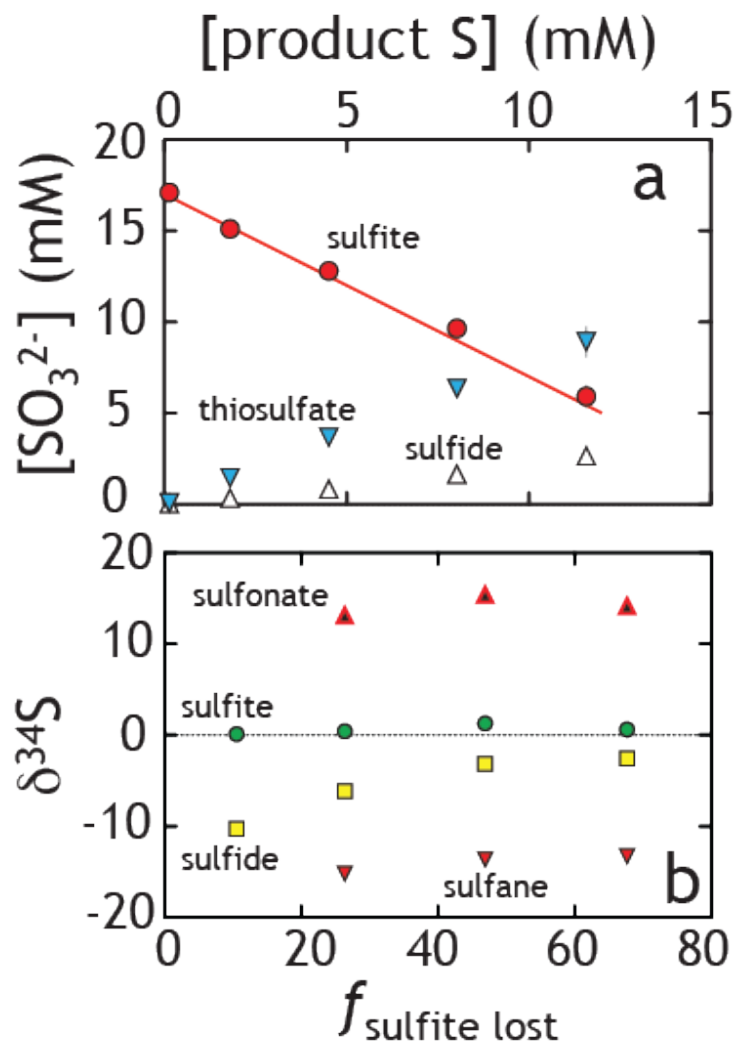 [product S] (mM)
0 5 10 15
a
20
15
10
5
0
[SO₃²⁻] (mM)
sulfite
thiosulfate
sulfide
20
10
0
-10
-20
δ³⁴S
sulfonate
sulfite
sulfide
sulfane
b
0 20 40 60 80
f sulfite lost